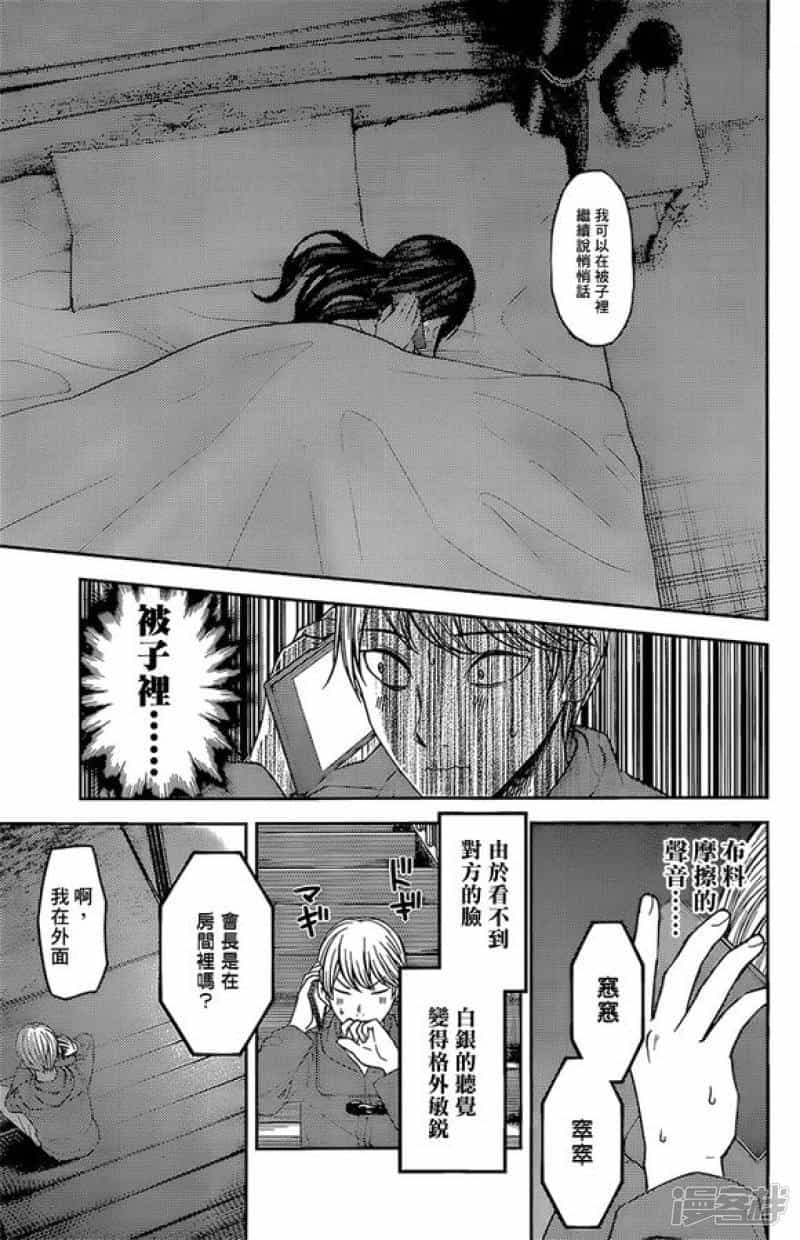 我可以在被子裡
繼續說悄悄話
被子裡……
布料
摩擦的
聲音……
窸窸
窣窣
由於看不到
對方的臉
白銀的聽覺
變得格外敏銳
ドギ
マギ
會長是在
房間裡嗎？
啊，
我在外面
漫客栈